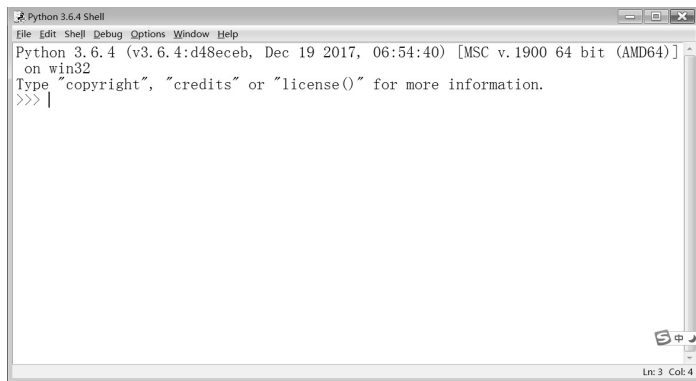 Python 3.6.4 Shell
File Edit Shell Debug Options Window Help
Python 3.6.4 (v3.6.4:d48eceb, Dec 19 2017, 06:54:40) [MSC v.1900 64 bit (AMD64)]
on win32
Type "copyright", "credits" or "license()" for more information.
>>>
S 中
Ln: 3 Col: 4